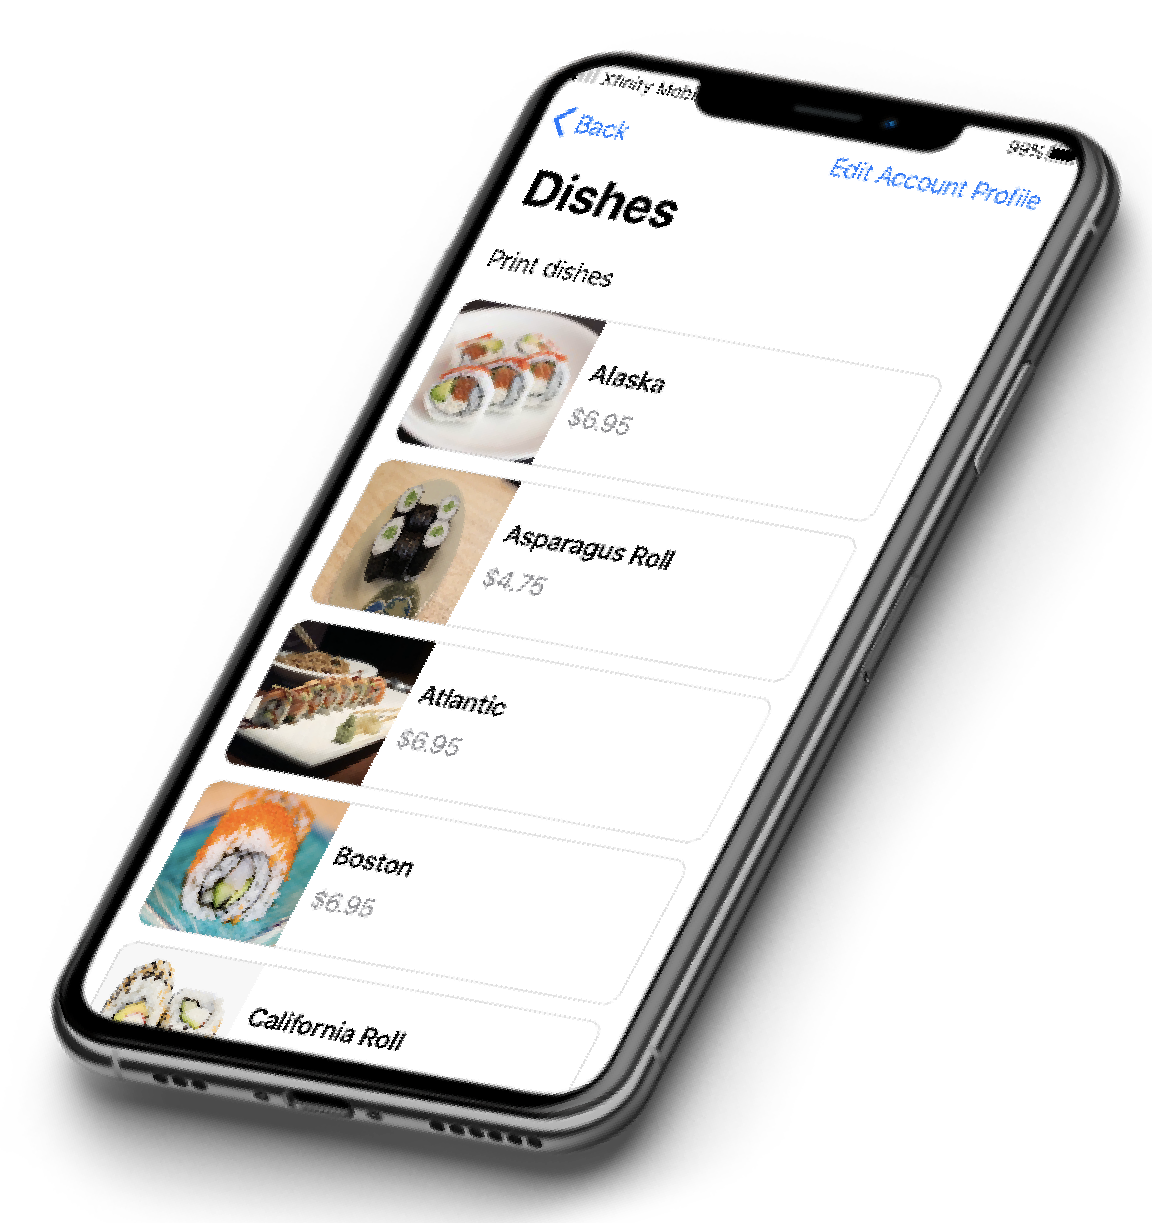 Xfinity Mobi
99%
Back
Edit Account Profile
Dishes
Print dishes
Alaska
$6.95
Asparagus Roll
$4.75
Atlantic
$6.95
Boston
$6.95
California Roll